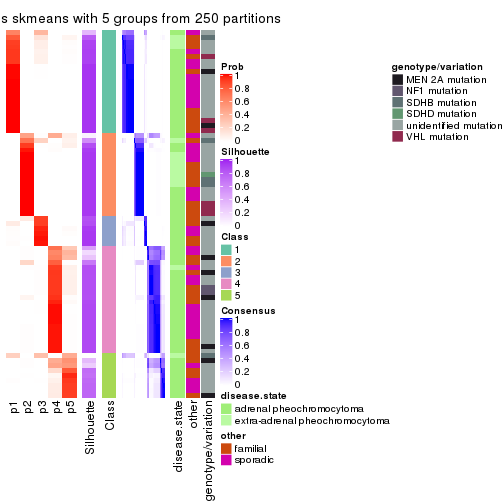 s skmeans with 5 groups from 250 partitions
Prob
1
0.8
0.6
0.4
0.2
0
Silhouette
1
0.8
0.6
0.4
0.2
0
Class
1
2
3
4
5
Consensus
1
0.8
0.6
0.4
0.2
0
disease.state
adrenal pheochromocytoma
extra-adrenal pheochromocytoma
other
familial
sporadic
genotype/variation
MEN 2A mutation
NF1 mutation
SDHB mutation
SDHD mutation
unidentified mutation
VHL mutation
p1
p2
p3
p4
p5
Silhouette
Class
disease.state
other
genotype/variation